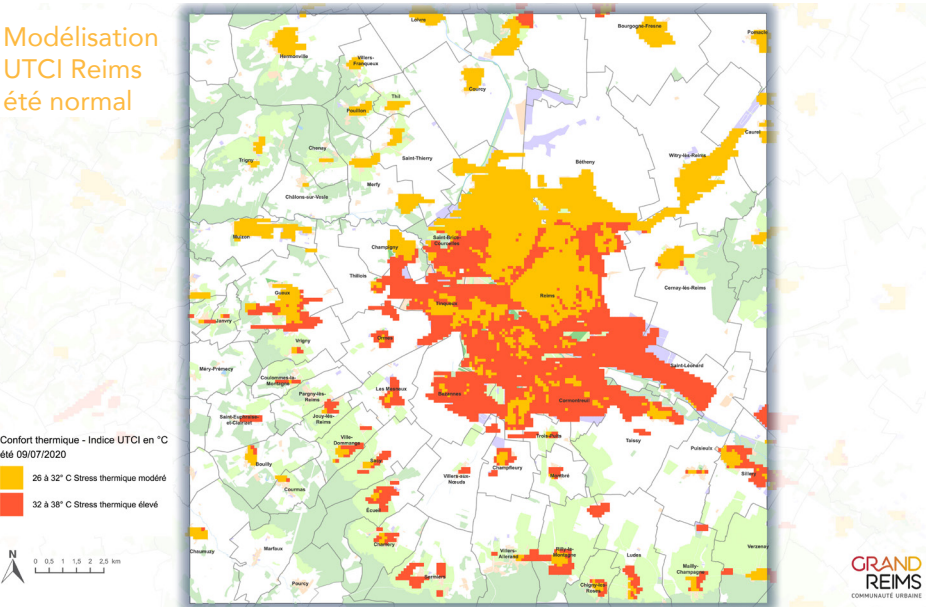 Modélisation
UTCI Reims
été normal
Loivre
Bourgogne-Fresne
Pomacle
Hermonville
Villers-
Franqueux
Courcy
Thil
Pouillon
Caurel
Chenay
Trigny
Saint-Thierry
Bétheny
Witry-lès-Reims
Merfy
Châlons-sur-Vesle
Muizon
Saint-Brice-
Courcelles
Champigny
Thillois
Cernay-lès-Reims
Gueux
Reims
Tinqueux
Janvry
Ormes
Vrigny
Méry-Prémecy
Saint-Léonard
Coulommes-la-
Montagne
Pargny-lès-
Reims
Les Mesneux
Bezannes
Cormontreuil
Saint-Euphraise-
et-Clairizet
Jouy-lès-
Reims
Ville-
Dommange
Trois-Puits
Taissy
Puisieulx
Bouilly
Sacy
Champfleury
Villers-aux-
Nœuds
Montbré
Sillery
Courmas
Écueil
Chamery
Chaumuzy
Marfaux
Villers-
Allerand
Rilly-la-
Montagne
Ludes
Verzenay
Mailly-
Champagne
Pourcy
Sermiers
Chigny-les-
Roses
Confort thermique - Indice UTCI en °C
été 09/07/2020
26 à 32° C Stress thermique modéré
32 à 38° C Stress thermique élevé
N
0 0,5 1 1,5 2 2,5 km
GRAND
REIMS
COMMUNAUTÉ URBAINE